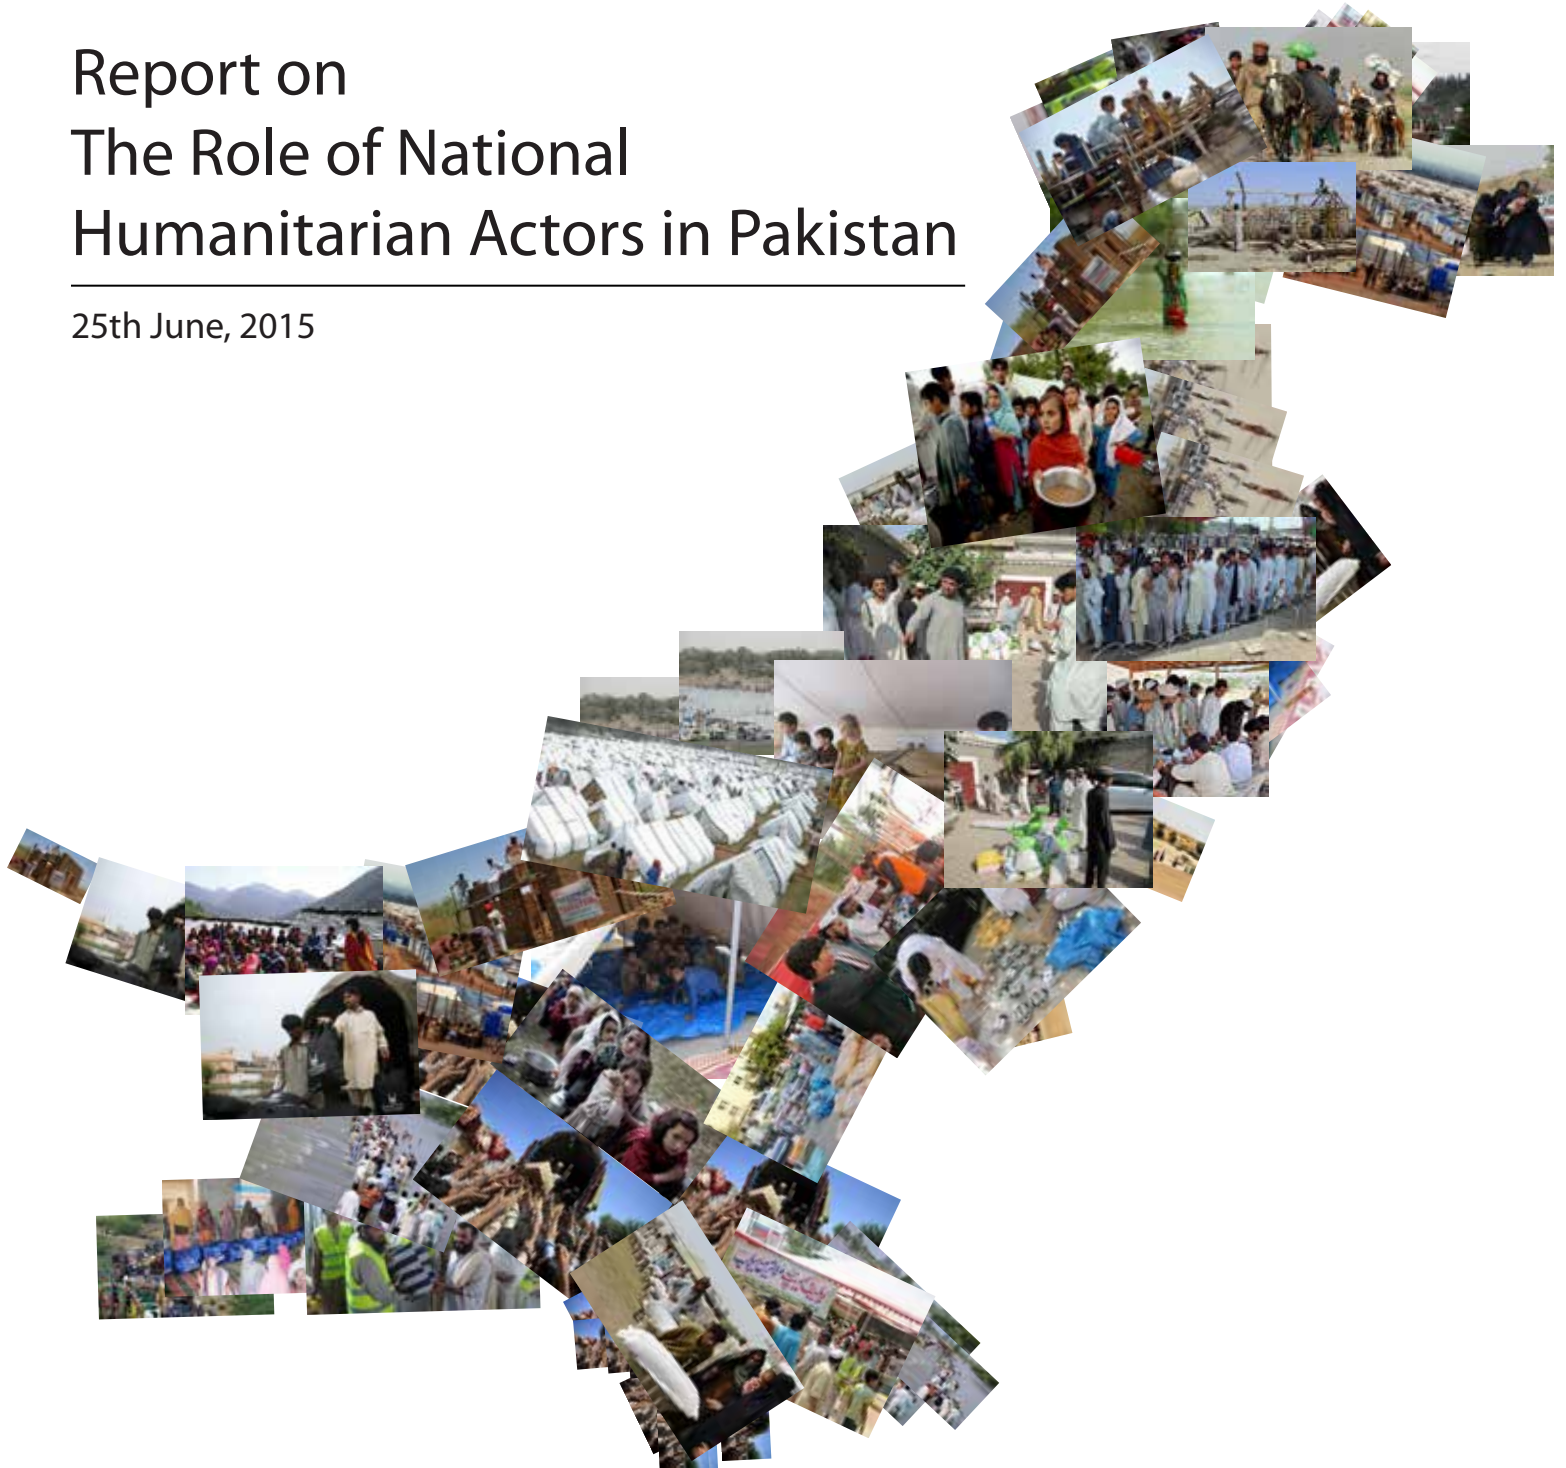 Report on
The Role of National
Humanitarian Actors in Pakistan
25th June, 2015